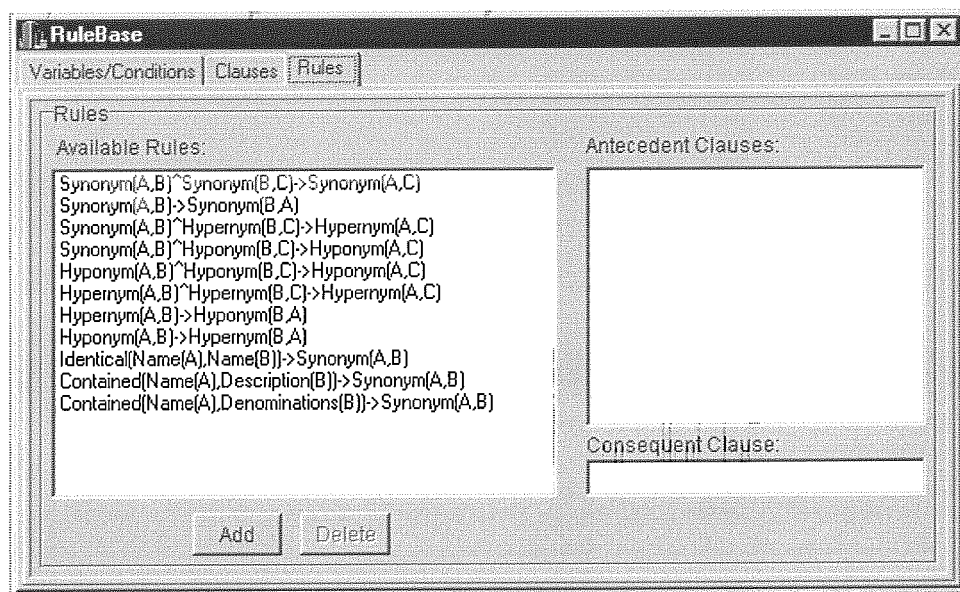 RuleBase
Variables/Conditions Clauses Rules
Rules
Available Rules:
Synonym(A,B)^Synonym(B,C)->Synonym(A,C)
Synonym(A,B)->Synonym(B,A)
Synonym(A,B)^Hypernym(B,C)->Hypernym(A,C)
Synonym(A,B)^Hyponym(B,C)->Hyponym(A,C)
Hyponym(A,B)^Hyponym(B,C)->Hyponym(A,C)
Hypernym(A,B)^Hypernym(B,C)->Hypernym(A,C)
Hypernym(A,B)->Hyponym(B,A)
Hyponym(A,B)->Hypernym(B,A)
Identical(Name(A),Name(B))->Synonym(A,B)
Contained(Name(A),Description(B))->Synonym(A,B)
Contained(Name(A),Denominations(B))->Synonym(A,B)
Add Delete
Antecedent Clauses:
Consequent Clause: